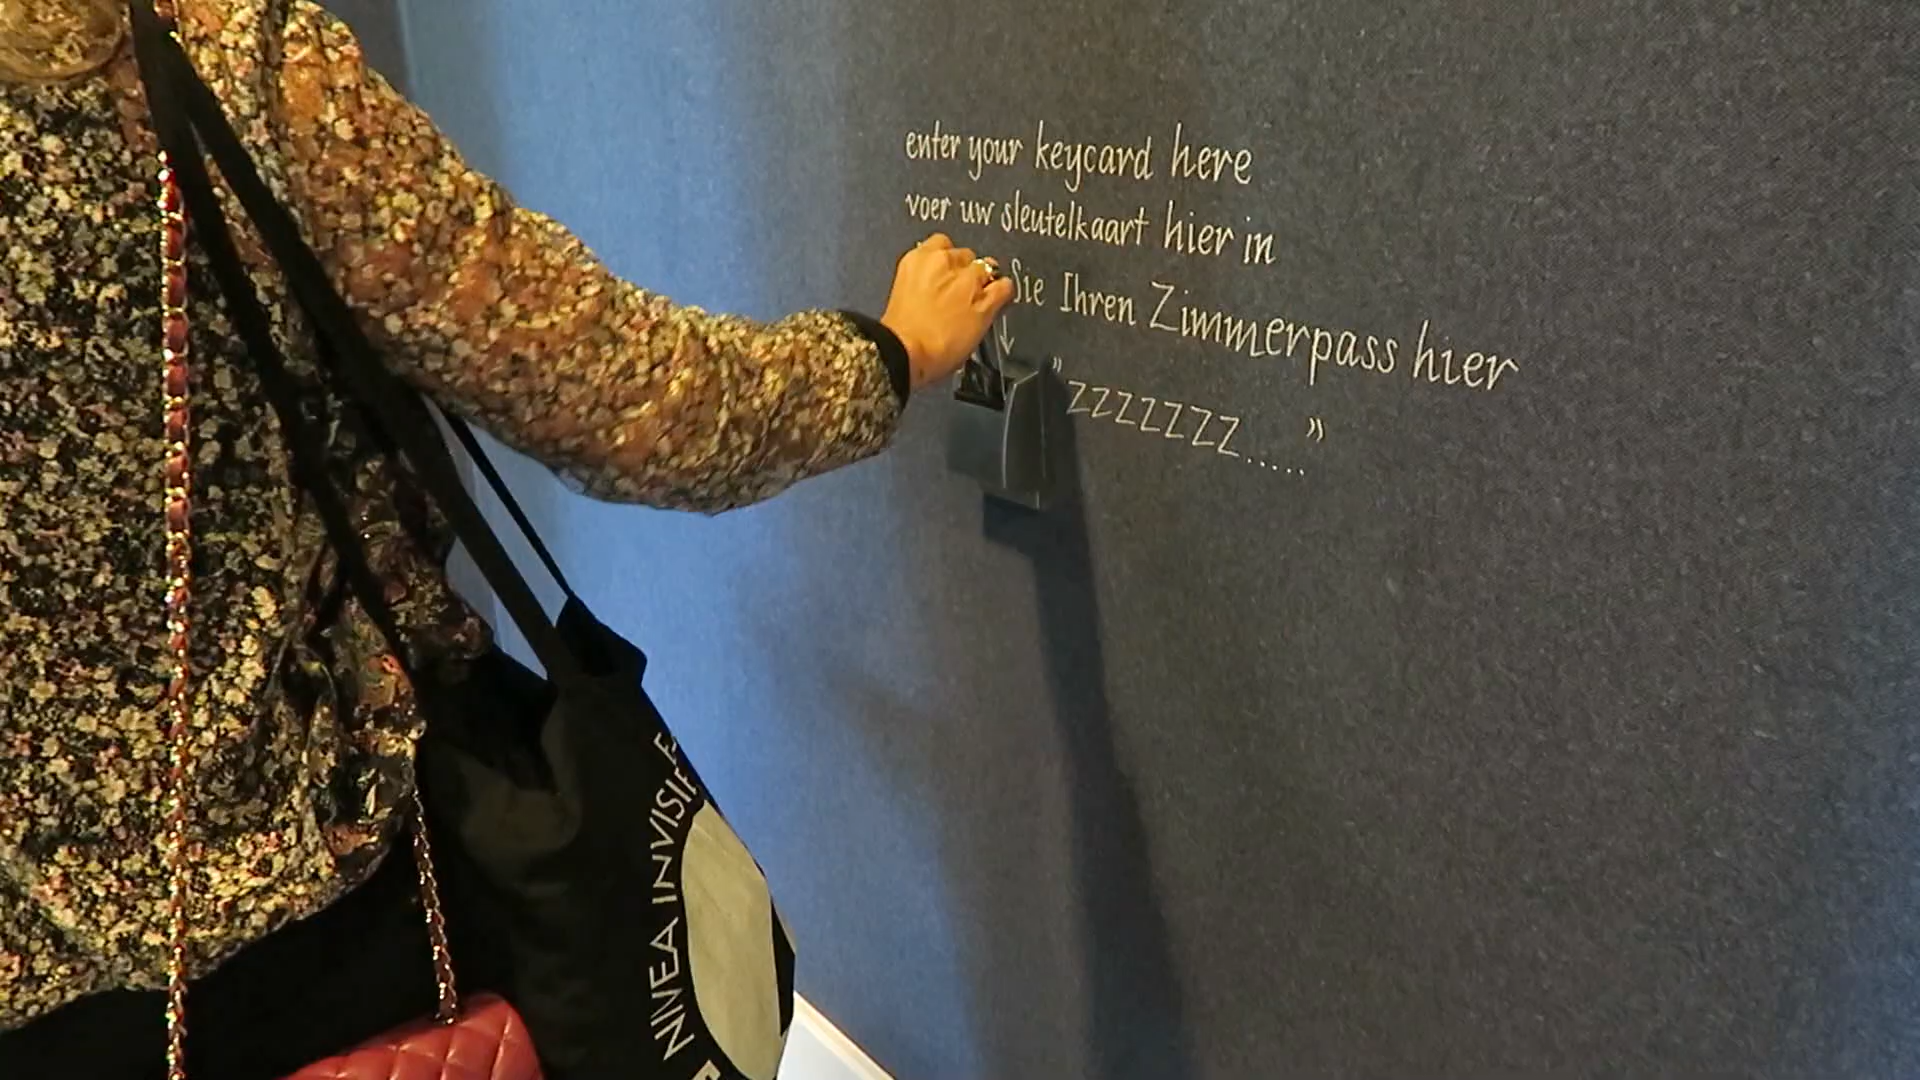 enter your keycard here
voer uw sleutelkaart hier in
Sie Ihren Zimmerpass hier
"zzzzzzz....."
NIVEA INVISIB